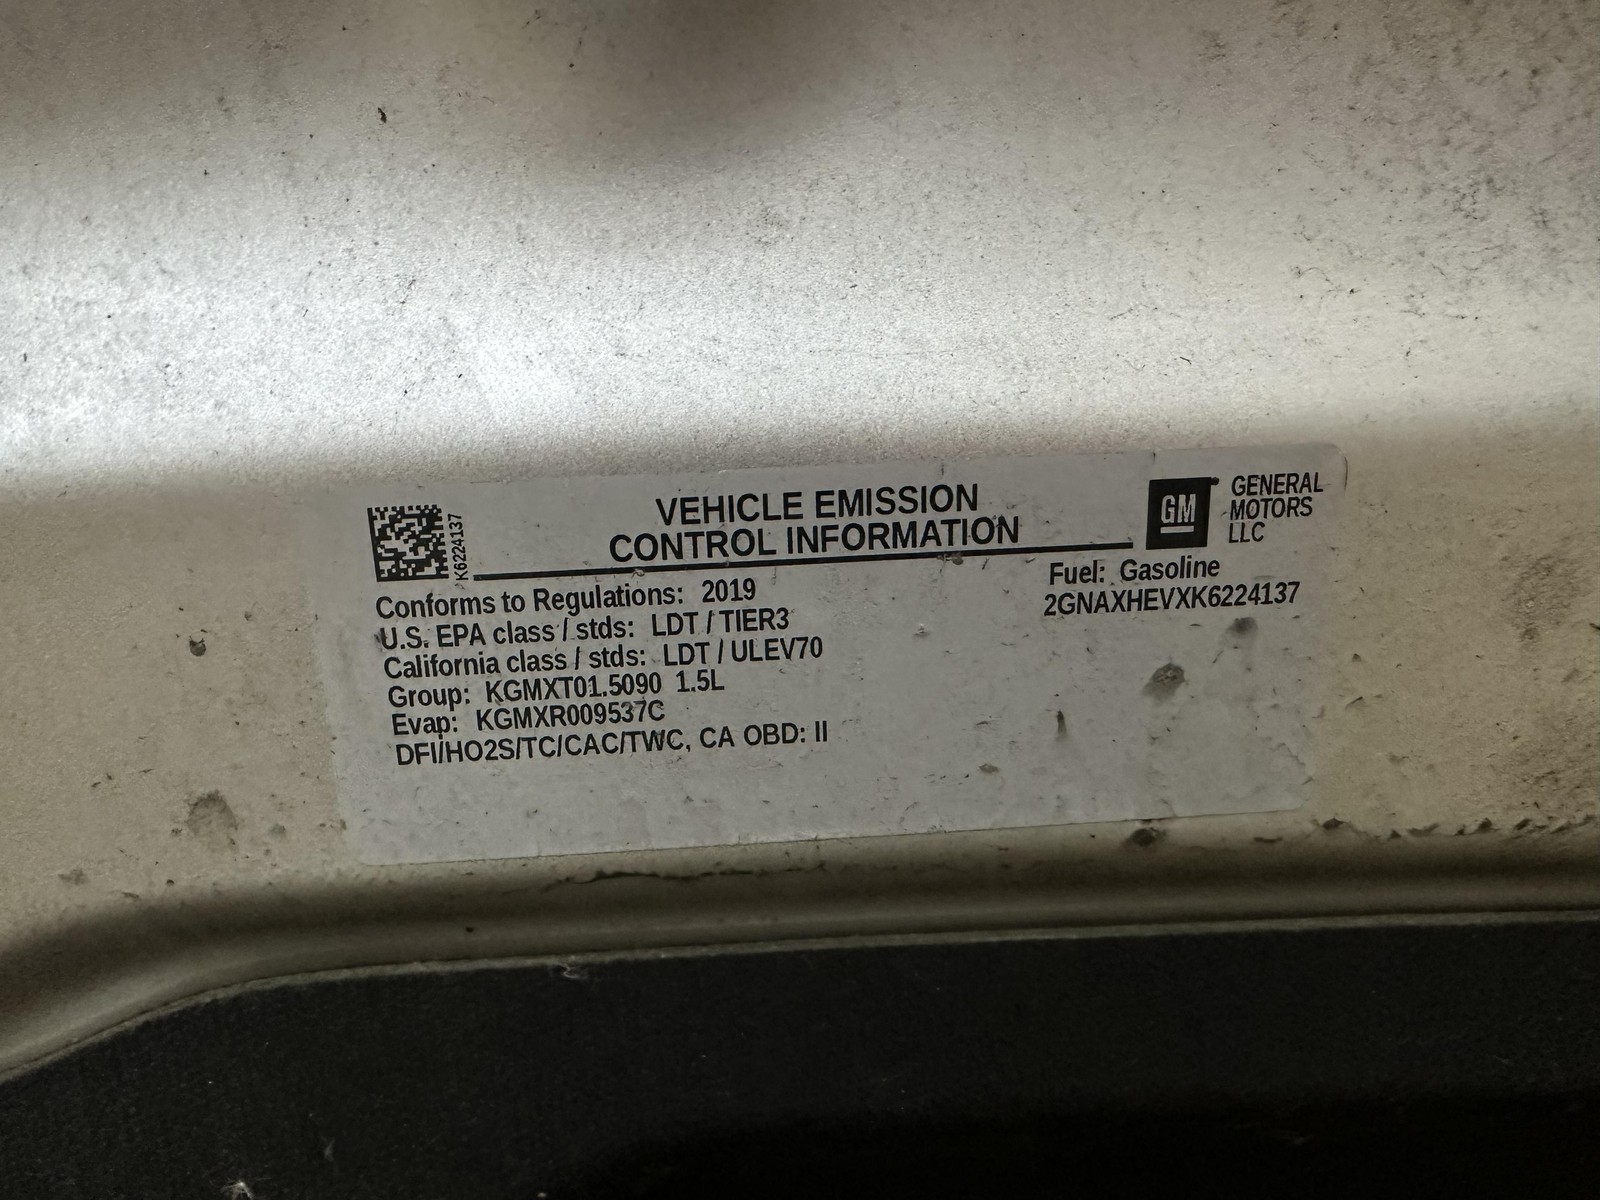 K6224137
VEHICLE EMISSION
CONTROL INFORMATION
GM
GENERAL
MOTORS
LLC
Conforms to Regulations: 2019
U.S. EPA class / stds: LDT / TIER3
California class / stds: LDT / ULEV70
Group: KGMXT01.5090 1.5L
Evap: KGMXR009537C
DFI/HO2S/TC/CAC/TWC, CA OBD: II
Fuel: Gasoline
2GNAXHEVXK6224137